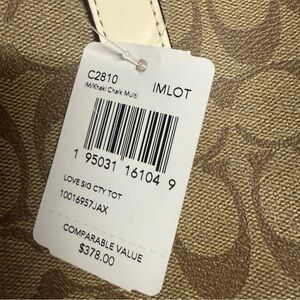 C2810
IMLOT
IM/Khaki Chalk Multi
1 95031 16104 9
LOVE SIG CTY TOT
10016957JAX
COMPARABLE VALUE
$378.00